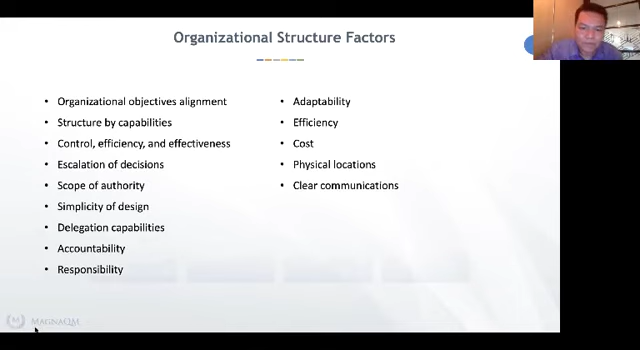 Organizational Structure Factors
Organizational objectives alignment
Structure by capabilities
Control, efficiency, and effectiveness
Escalation of decisions
Scope of authority
Simplicity of design
Delegation capabilities
Accountability
Responsibility
Adaptability
Efficiency
Cost
Physical locations
Clear communications
M MAGNAQM